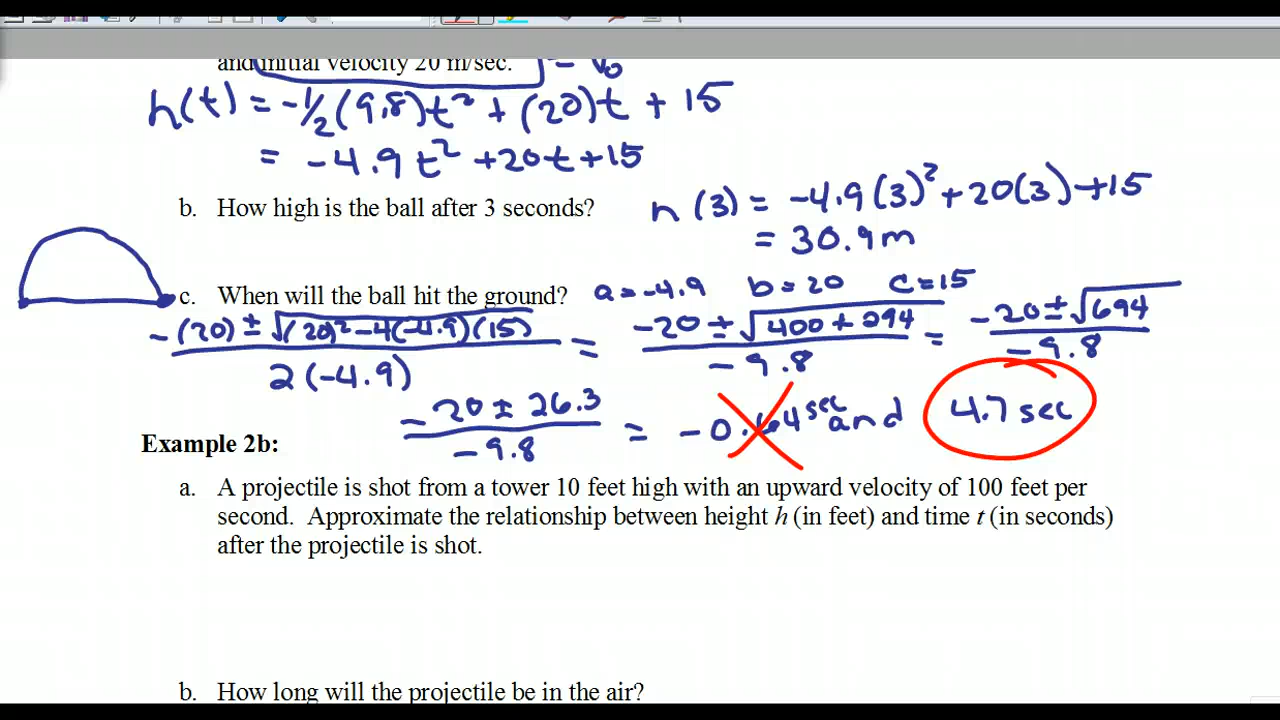 and initial velocity 20 m/sec. = v₀
h(t) = -½(9.8)t² + (20)t + 15
= -4.9t² + 20t + 15
b. How high is the ball after 3 seconds? h(3) = -4.9(3)² + 20(3) + 15
= 30.9m
c. When will the ball hit the ground? a = -4.9 b = 20 c = 15
-(20) ± √((20)² - 4(-4.9)(15)) / 2(-4.9) = -20 ± √(400 + 294) / -9.8 = -20 ± √694 / -9.8
-20 ± 26.3 / -9.8 = -0.64 sec and 4.7 sec
Example 2b:
a. A projectile is shot from a tower 10 feet high with an upward velocity of 100 feet per
second. Approximate the relationship between height h (in feet) and time t (in seconds)
after the projectile is shot.
b. How long will the projectile be in the air?